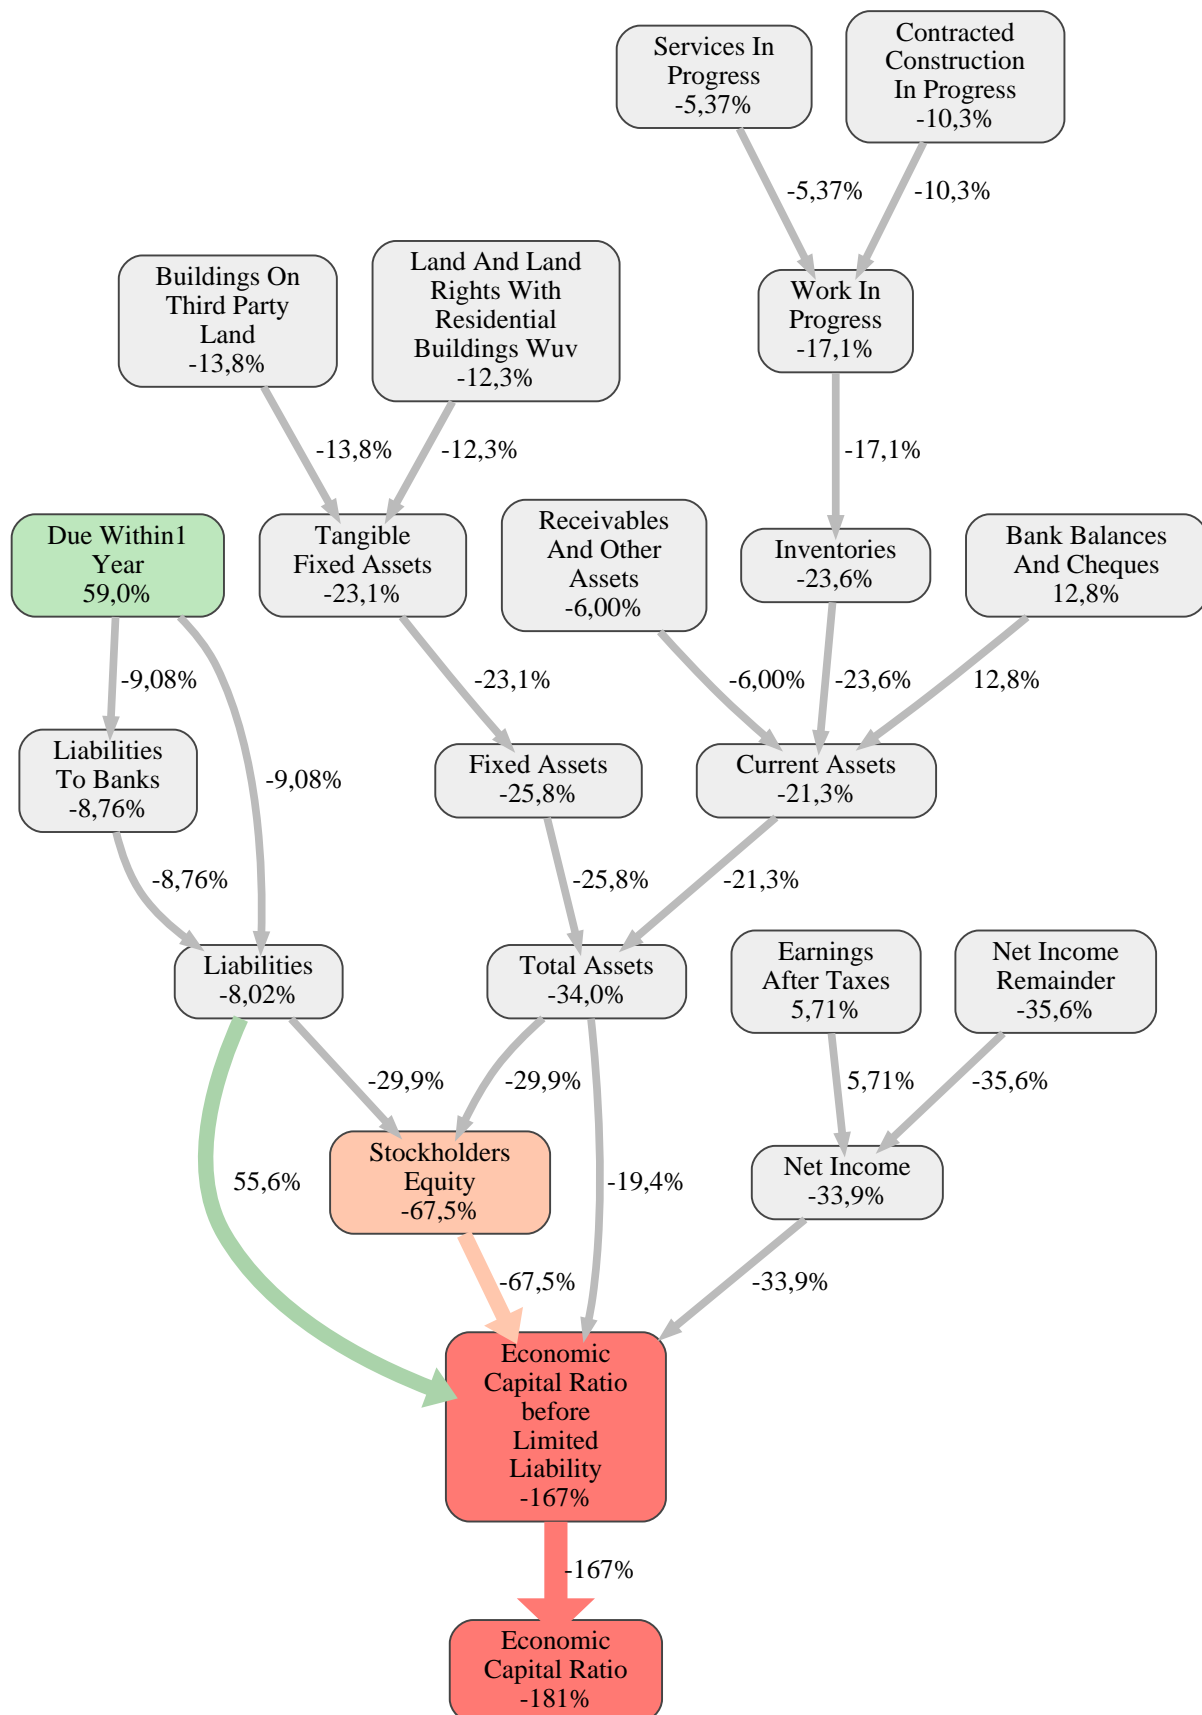 Services In
Progress
-5,37%
Contracted
Construction
In Progress
-10,3%
-5,37%
-10,3%
Buildings On
Third Party
Land
-13,8%
Land And Land
Rights With
Residential
Buildings Wuv
-12,3%
Work In
Progress
-17,1%
-13,8%
-12,3%
-17,1%
Due Within1
Year
59,0%
Tangible
Fixed Assets
-23,1%
Receivables
And Other
Assets
-6,00%
Inventories
-23,6%
Bank Balances
And Cheques
12,8%
-9,08%
-23,1%
-6,00%
-23,6%
12,8%
Liabilities
To Banks
-8,76%
-9,08%
Fixed Assets
-25,8%
Current Assets
-21,3%
-8,76%
-25,8%
-21,3%
Liabilities
-8,02%
Total Assets
-34,0%
Earnings
After Taxes
5,71%
Net Income
Remainder
-35,6%
-29,9%
-29,9%
5,71%
-35,6%
55,6%
Stockholders
Equity
-67,5%
-19,4%
Net Income
-33,9%
-67,5%
-33,9%
Economic
Capital Ratio
before
Limited
Liability
-167%
-167%
Economic
Capital Ratio
-181%